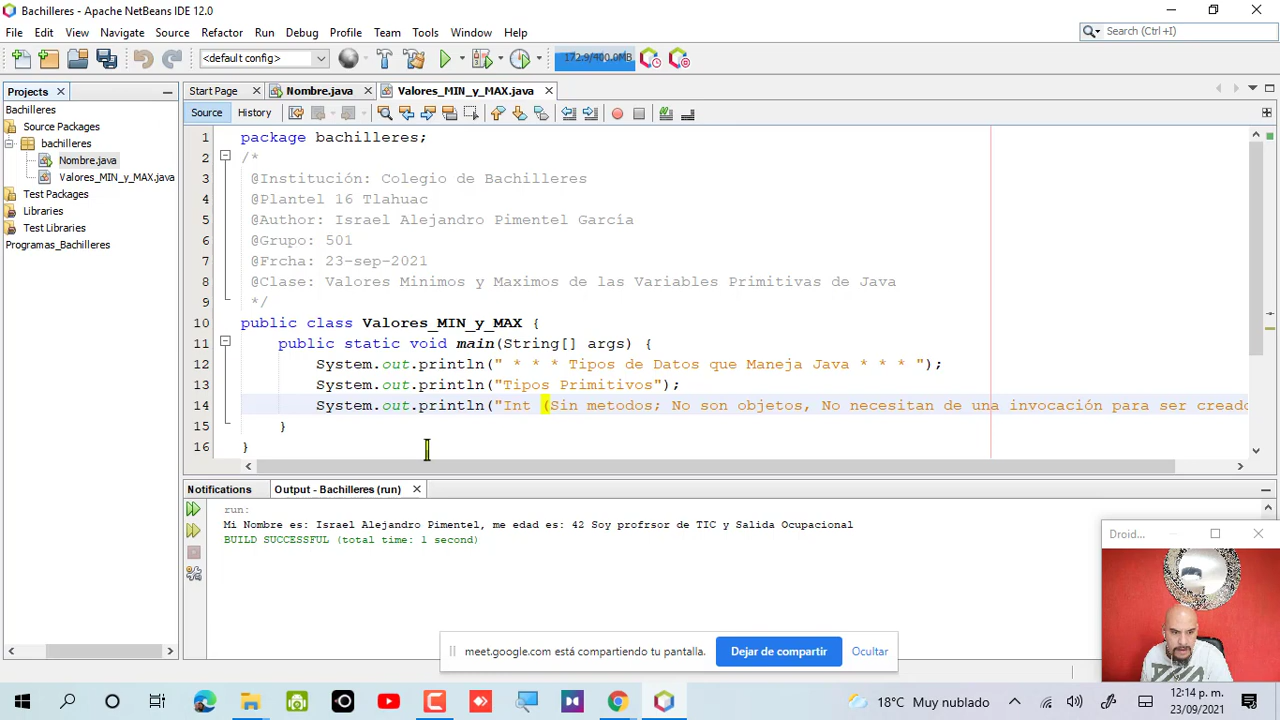 Bachilleres - Apache NetBeans IDE 12.0
File Edit View Navigate Source Refactor Run Debug Profile Team Tools Window Help
Search (Ctrl +I)
<default config>
172.9/400.0MB
Projects
Start Page
Nombre.java
Valores_MIN_y_MAX.java
Bachilleres
Source Packages
bachilleres
Nombre.java
Valores_MIN_y_MAX.java
Test Packages
Libraries
Test Libraries
Programas_Bachilleres
Source History
1 package bachilleres;
2 /*
3 @Institución: Colegio de Bachilleres
4 @Plantel 16 Tlahuac
5 @Author: Israel Alejandro Pimentel García
6 @Grupo: 501
7 @Frcha: 23-sep-2021
8 @Clase: Valores Minimos y Maximos de las Variables Primitivas de Java
9 */
10 public class Valores_MIN_y_MAX {
11 public static void main(String[] args) {
12 System.out.println(" * * * Tipos de Datos que Maneja Java * * * ");
13 System.out.println("Tipos Primitivos");
14 System.out.println("Int (Sin metodos; No son objetos, No necesitan de una invocación para ser creado
15 }
16 }
Notifications
Output - Bachilleres (run)
run:
Mi Nombre es: Israel Alejandro Pimentel, me edad es: 42 Soy profrsor de TIC y Salida Ocupacional
BUILD SUCCESSFUL (total time: 1 second)
Droid...
meet.google.com está compartiendo tu pantalla.
Dejar de compartir
Ocultar
18°C Muy nublado
12:14 p. m.
23/09/2021